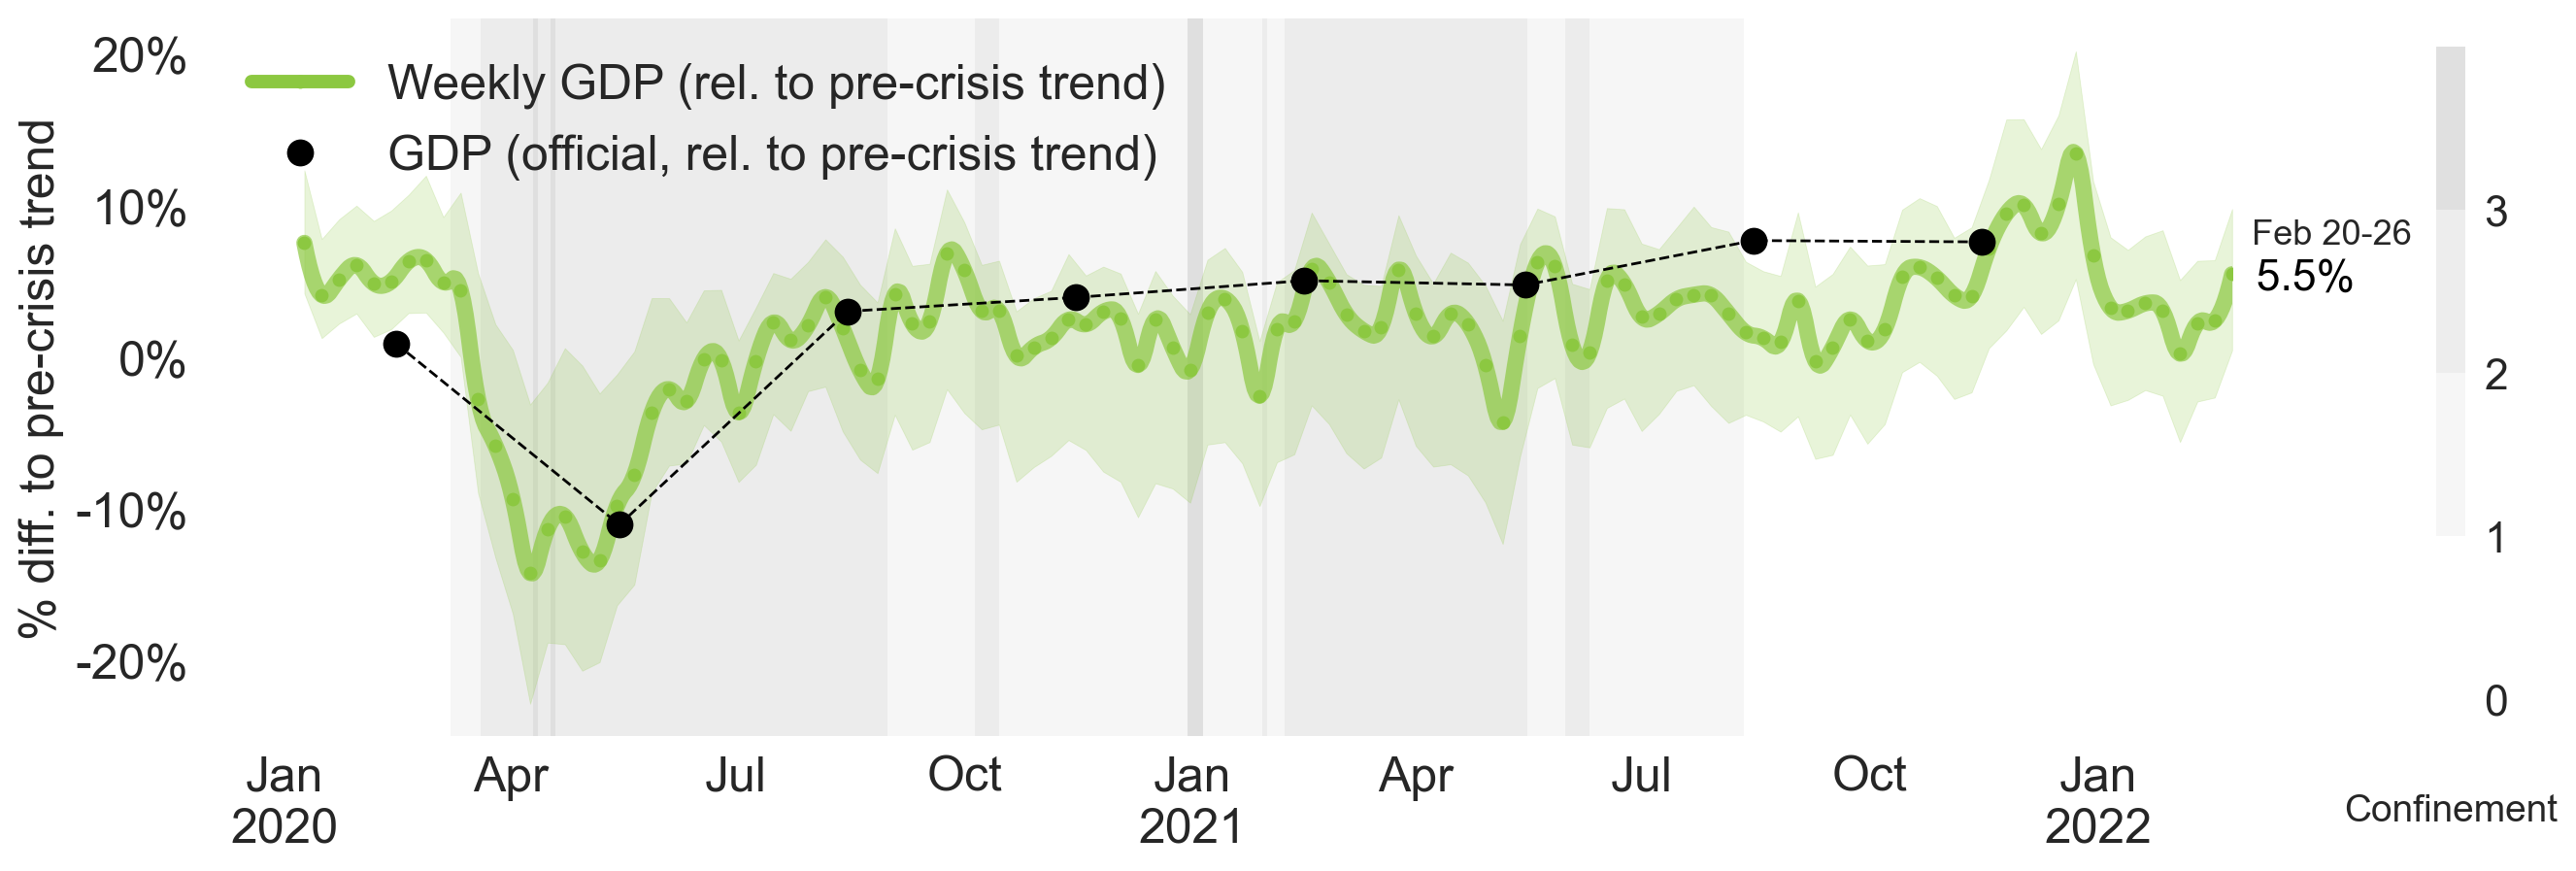 % diff. to pre-crisis trend
20%
10%
0%
-10%
-20%
Weekly GDP (rel. to pre-crisis trend)
GDP (official, rel. to pre-crisis trend)
Feb 20-26
5.5%
3
2
1
0
Confinement
Jan Apr Jul Oct Jan Apr Jul Oct Jan
2020 2021 2022